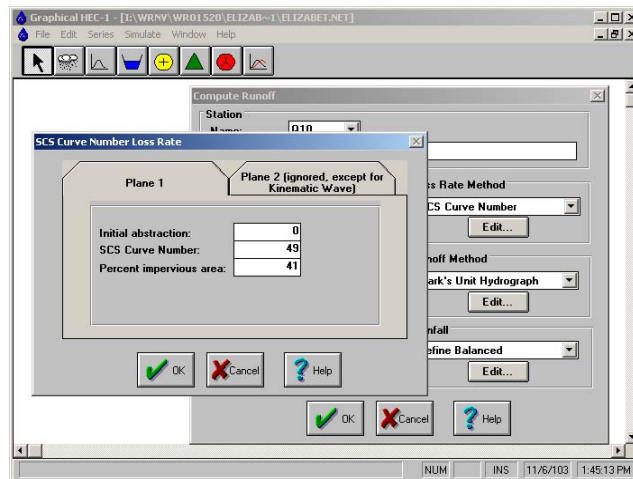 Graphical HEC-1 - [I:\WRNV\WR01520\ELIZAB~1\ELIZABET.NET]
File Edit Series Simulate Window Help
Compute Runoff
Station
Name: Q10
SCS Curve Number Loss Rate
Plane 1
Plane 2 (ignored, except for
Kinematic Wave)
Initial abstraction: 0
SCS Curve Number: 49
Percent impervious area: 41
OK Cancel Help
ss Rate Method
CS Curve Number
Edit...
noff Method
ark's Unit Hydrograph
Edit...
nfall
efine Balanced
Edit...
OK Cancel Help
NUM INS 11/6/103 1:45:13 PM